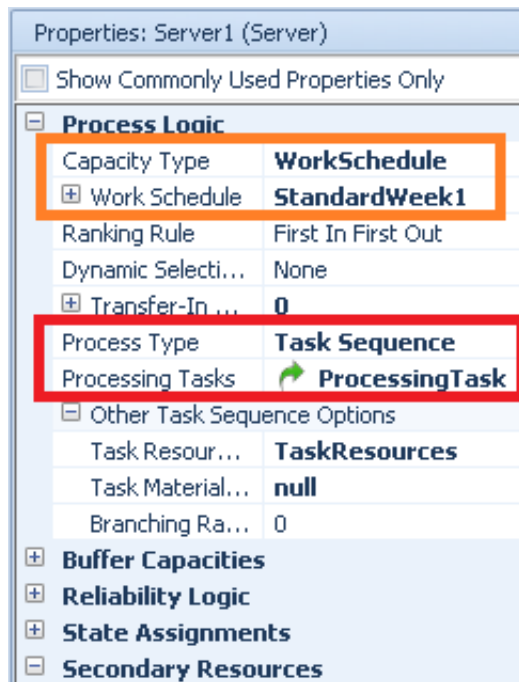 Properties: Server1 (Server)
Show Commonly Used Properties Only
Process Logic
Capacity Type WorkSchedule
Work Schedule StandardWeek1
Ranking Rule First In First Out
Dynamic Selecti... None
Transfer-In ... 0
Process Type Task Sequence
Processing Tasks ProcessingTask
Other Task Sequence Options
Task Resour... TaskResources
Task Material... null
Branching Ra... 0
Buffer Capacities
Reliability Logic
State Assignments
Secondary Resources